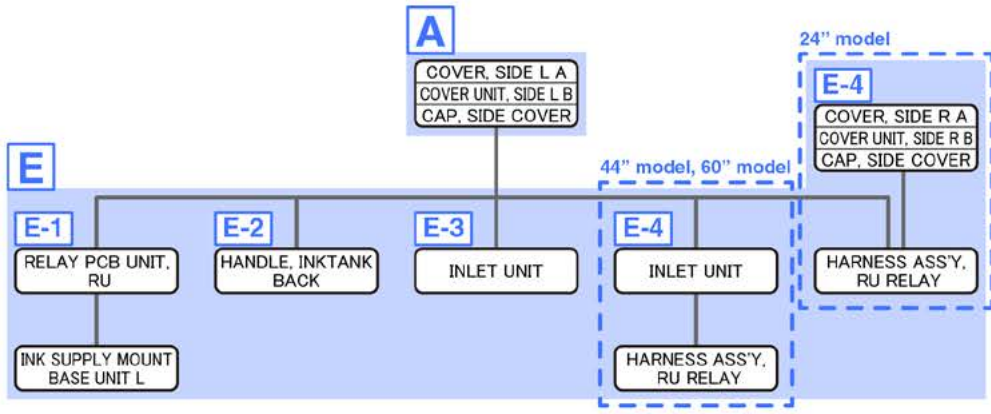 A
COVER, SIDE L A
COVER UNIT, SIDE L B
CAP, SIDE COVER
24” model
E-4
COVER, SIDE R A
COVER UNIT, SIDE R B
CAP, SIDE COVER
E
44” model, 60” model
E-1
RELAY PCB UNIT,
RU
INK SUPPLY MOUNT
BASE UNIT L
E-2
HANDLE, INKTANK
BACK
E-3
INLET UNIT
E-4
INLET UNIT
HARNESS ASS'Y,
RU RELAY
HARNESS ASS'Y,
RU RELAY